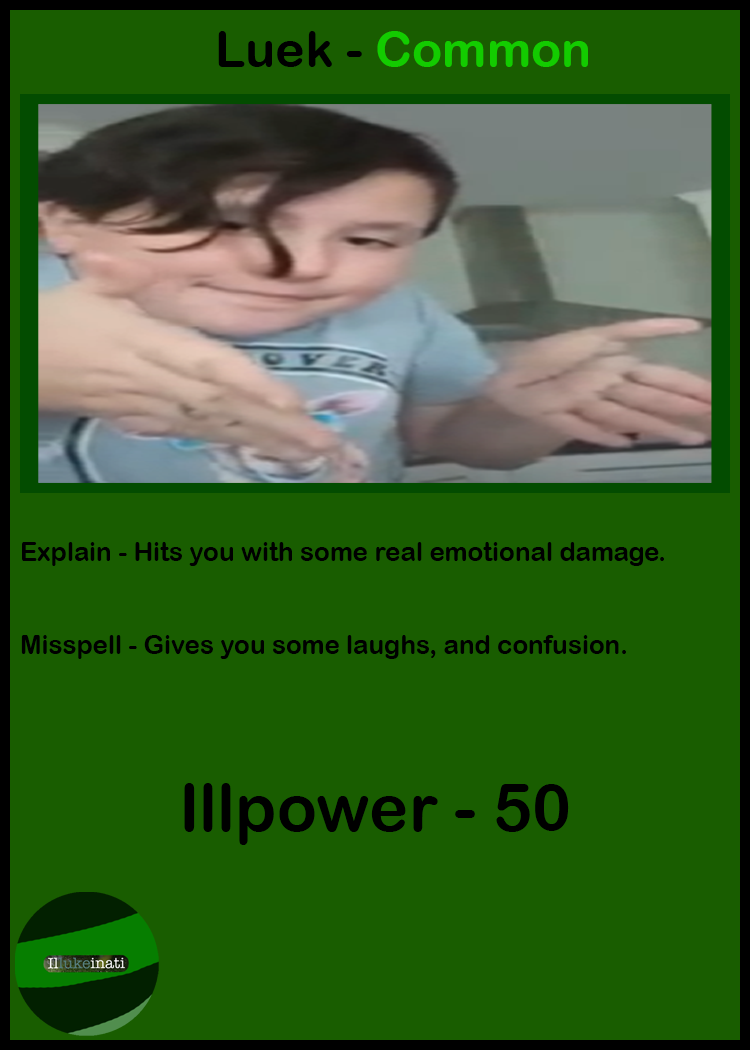 Luek - Common
OVER
Explain - Hits you with some real emotional damage.
Misspell - Gives you some laughs, and confusion.
Illpower - 50
Illukeinati